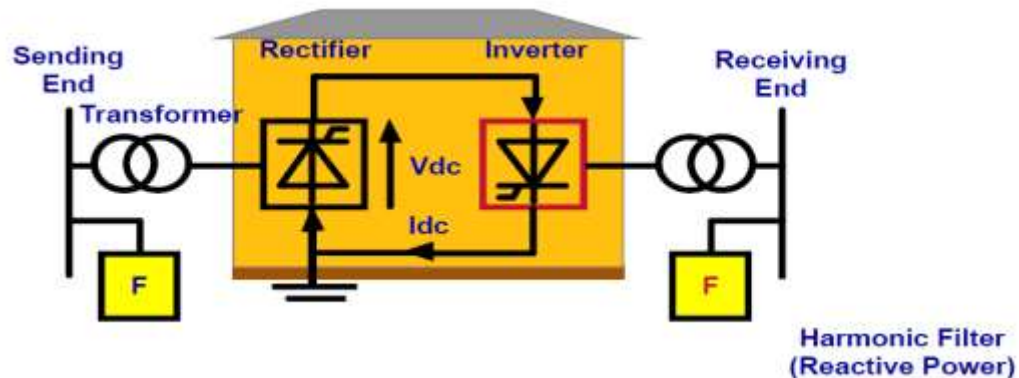 Sending
End
Rectifier
Inverter
Receiving
End
Transformer
Vdc
Idc
F
F
Harmonic Filter
(Reactive Power)